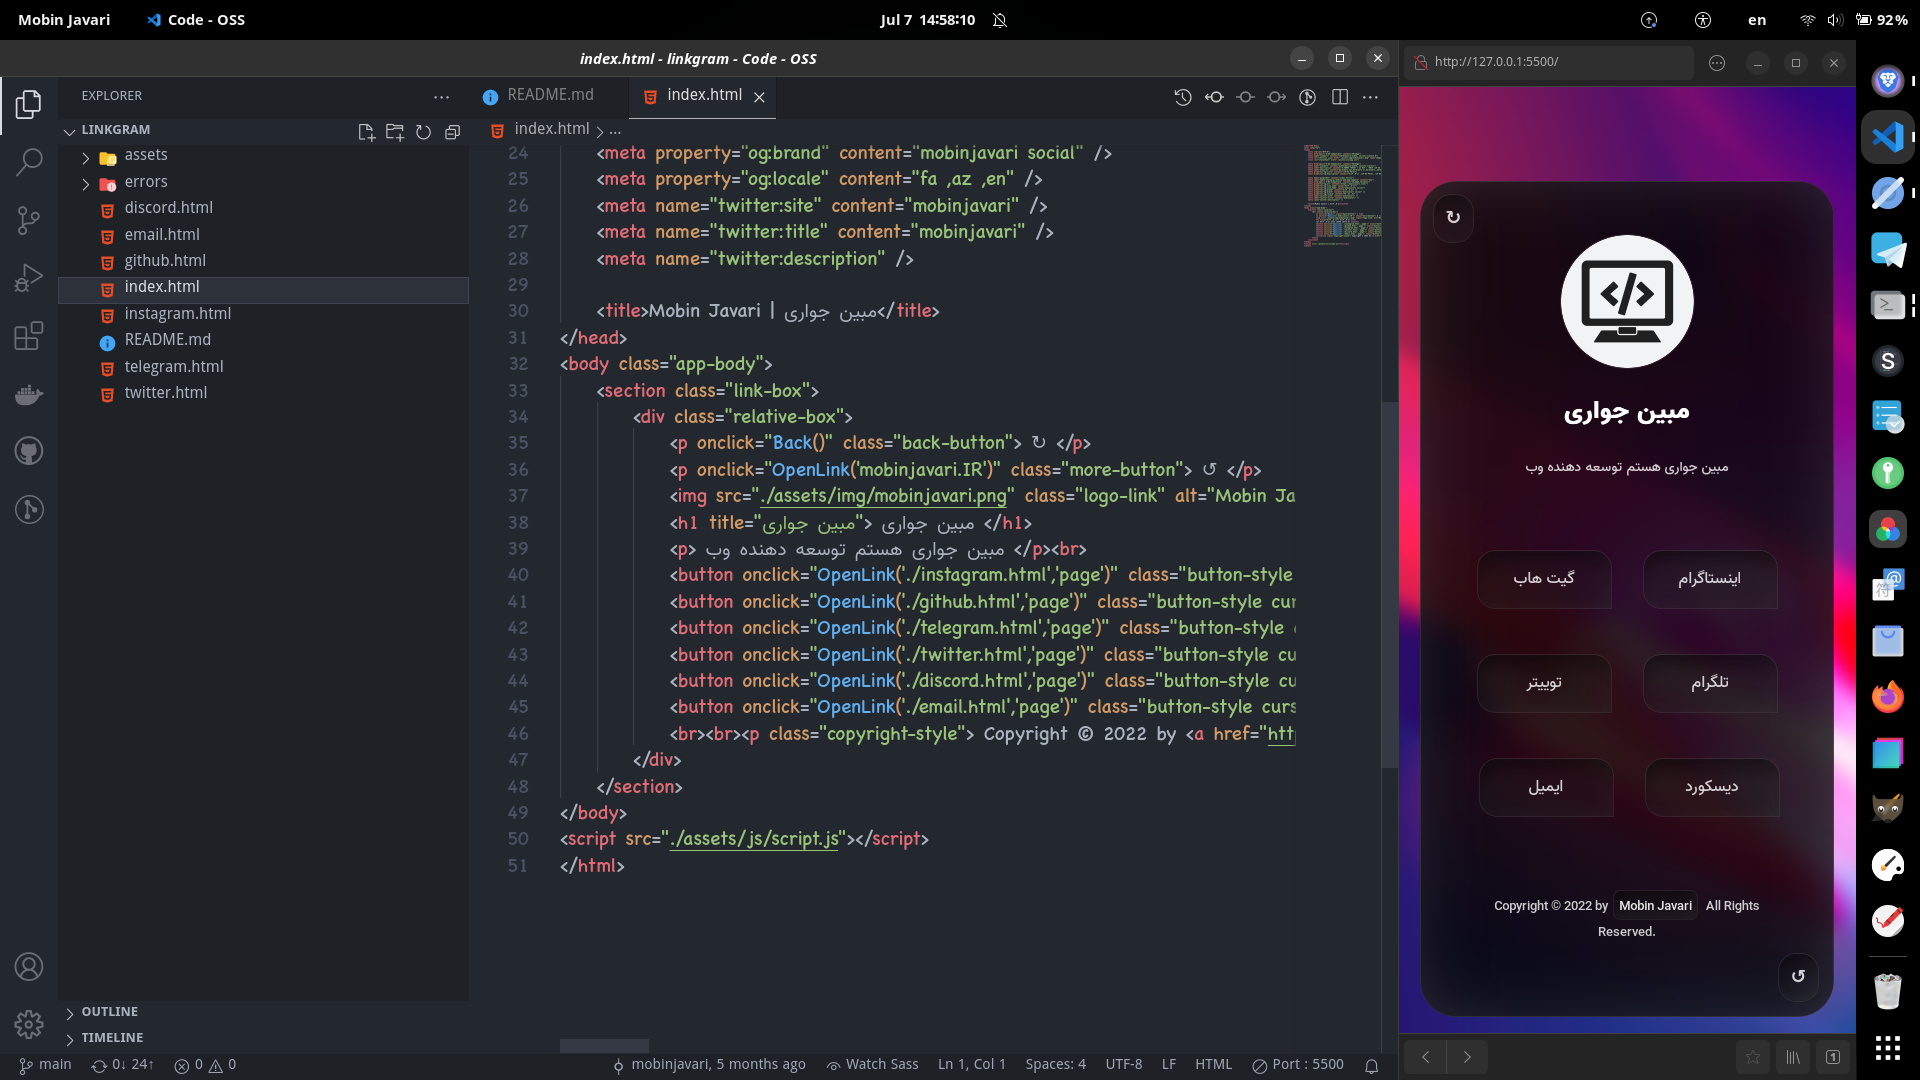 Mobin Javari
Code - OSS
Jul 7 14:58:10
en
92%
index.html - linkgram - Code - OSS
http://127.0.0.1:5500/
EXPLORER
README.md
index.html
LINKGRAM
index.html > ...
assets
errors
discord.html
email.html
github.html
index.html
instagram.html
README.md
telegram.html
twitter.html
24 <meta property="og:brand" content="mobinjavari social" />
25 <meta property="og:locale" content="fa ,az ,en" />
26 <meta name="twitter:site" content="mobinjavari" />
27 <meta name="twitter:title" content="mobinjavari" />
28 <meta name="twitter:description" />
29
30 <title>Mobin Javari | مبین جواری</title>
31 </head>
32 <body class="app-body">
33 <section class="link-box">
34 <div class="relative-box">
35 <p onclick="Back()" class="back-button"> ↻ </p>
36 <p onclick="OpenLink('mobinjavari.IR')" class="more-button"> ↺ </p>
37 <img src="./assets/img/mobinjavari.png" class="logo-link" alt="Mobin Ja
38 <h1 title="مبین جواری"> مبین جواری </h1>
39 <p> مبین جواری هستم توسعه دهنده وب </p><br>
40 <button onclick="OpenLink('./instagram.html','page')" class="button-style
41 <button onclick="OpenLink('./github.html','page')" class="button-style cur
42 <button onclick="OpenLink('./telegram.html','page')" class="button-style
43 <button onclick="OpenLink('./twitter.html','page')" class="button-style cu
44 <button onclick="OpenLink('./discord.html','page')" class="button-style cu
45 <button onclick="OpenLink('./email.html','page')" class="button-style curs
46 <br><br><p class="copyright-style"> Copyright © 2022 by <a href="htt
47 </div>
48 </section>
49 </body>
50 <script src="./assets/js/script.js"></script>
51 </html>
↻
</>
مبین جواری
مبین جواری هستم توسعه دهنده وب
اینستاگرام
گیت هاب
تلگرام
توییتر
دیسکورد
ایمیل
Copyright © 2022 by Mobin Javari All Rights
Reserved.
↺
OUTLINE
TIMELINE
main
0↓ 24↑
0
0
mobinjavari, 5 months ago
Watch Sass
Ln 1, Col 1
Spaces: 4
UTF-8
LF
HTML
Port : 5500
1
S